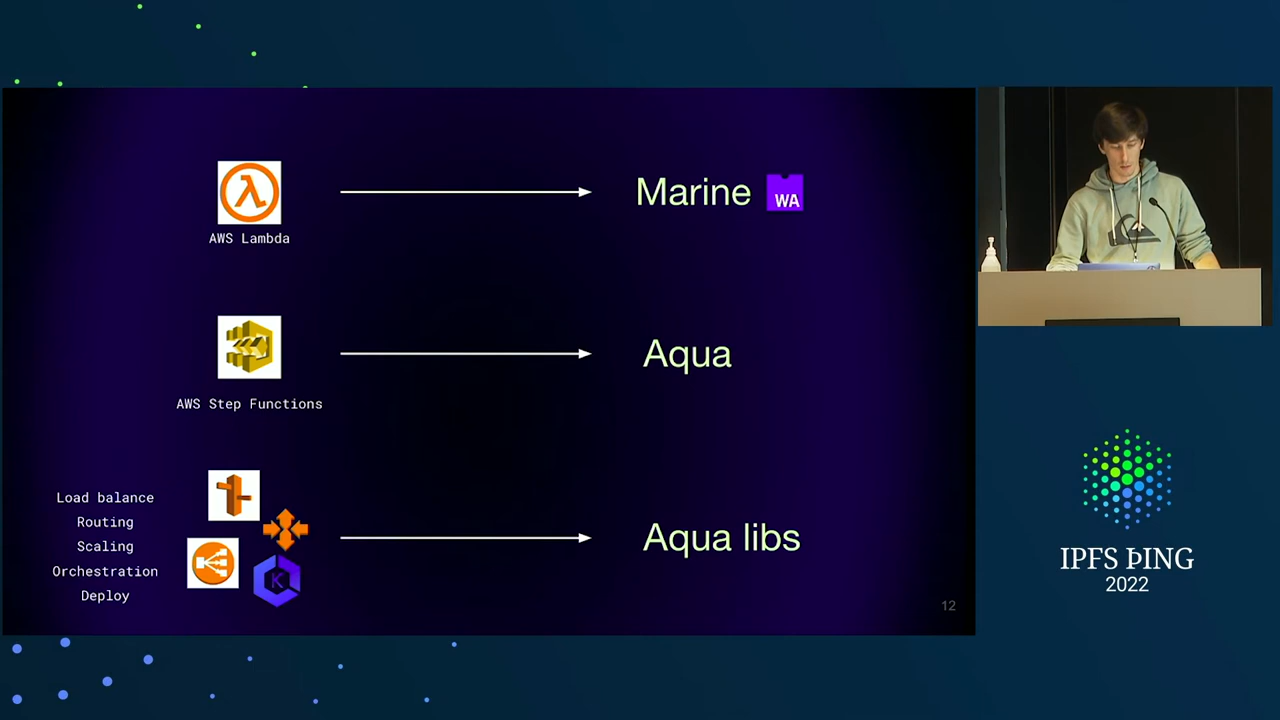 AWS Lambda
Marine WA
AWS Step Functions
Aqua
Load balance
Routing
Scaling
Orchestration
Deploy
K
Aqua libs
12
IPFS ÞING
2022